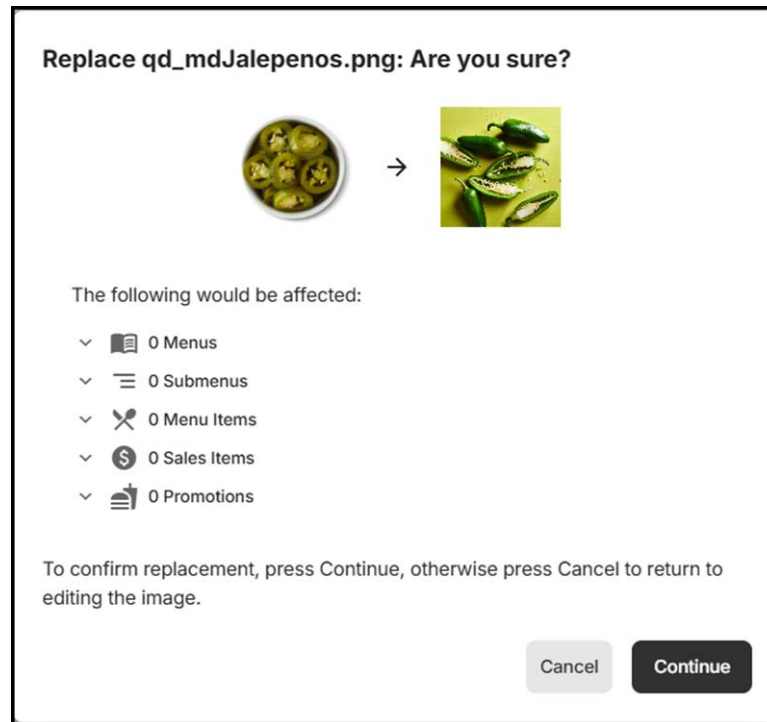 Replace qd_mdJalepenos.png: Are you sure?
The following would be affected:
0 Menus
0 Submenus
0 Menu Items
0 Sales Items
0 Promotions
To confirm replacement, press Continue, otherwise press Cancel to return to
editing the image.
Cancel
Continue